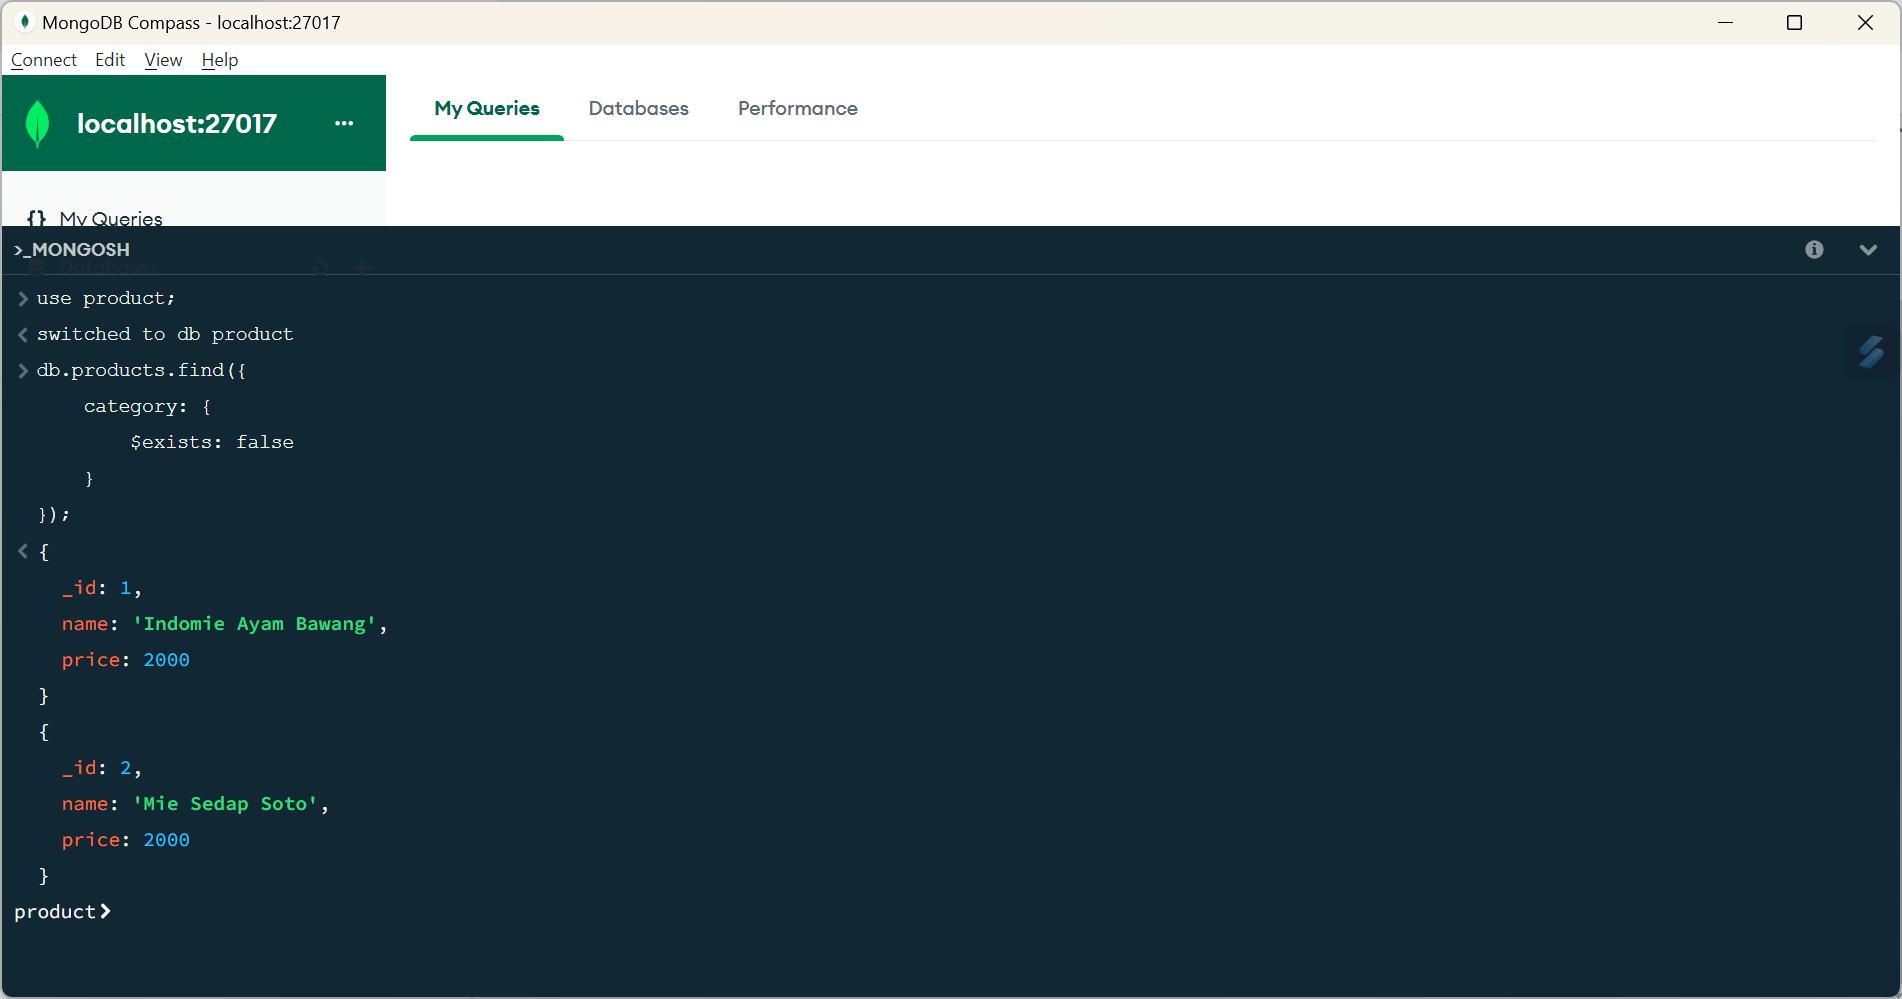 MongoDB Compass - localhost:27017
Connect Edit View Help
localhost:27017 ...
My Queries Databases Performance
{} My Queries
>_MONGOSH
Databases
> use product;
< switched to db product
> db.products.find({
category: {
$exists: false
}
});
< {
_id: 1,
name: 'Indomie Ayam Bawang',
price: 2000
}
{
_id: 2,
name: 'Mie Sedap Soto',
price: 2000
}
product>